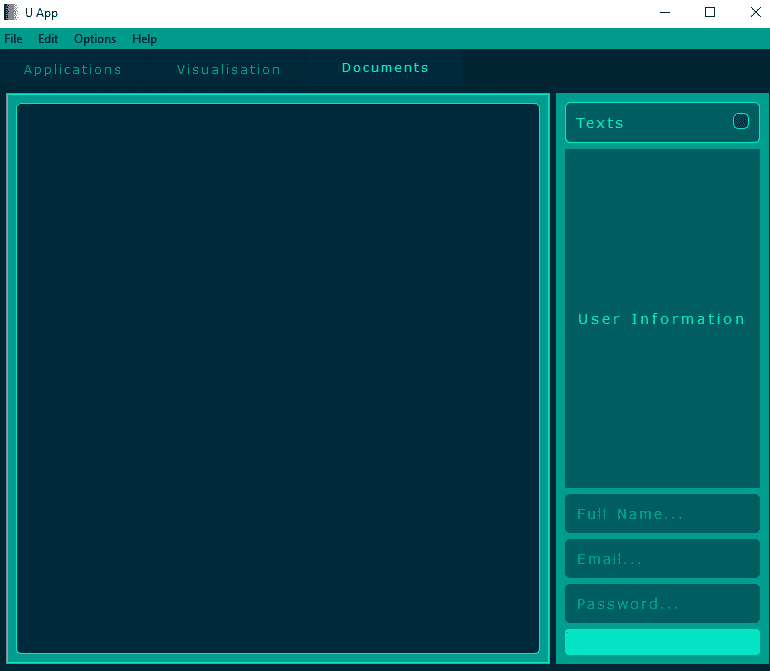 U App
File Edit Options Help
Applications Visualisation Documents
Texts
User Information
Full Name...
Email...
Password...